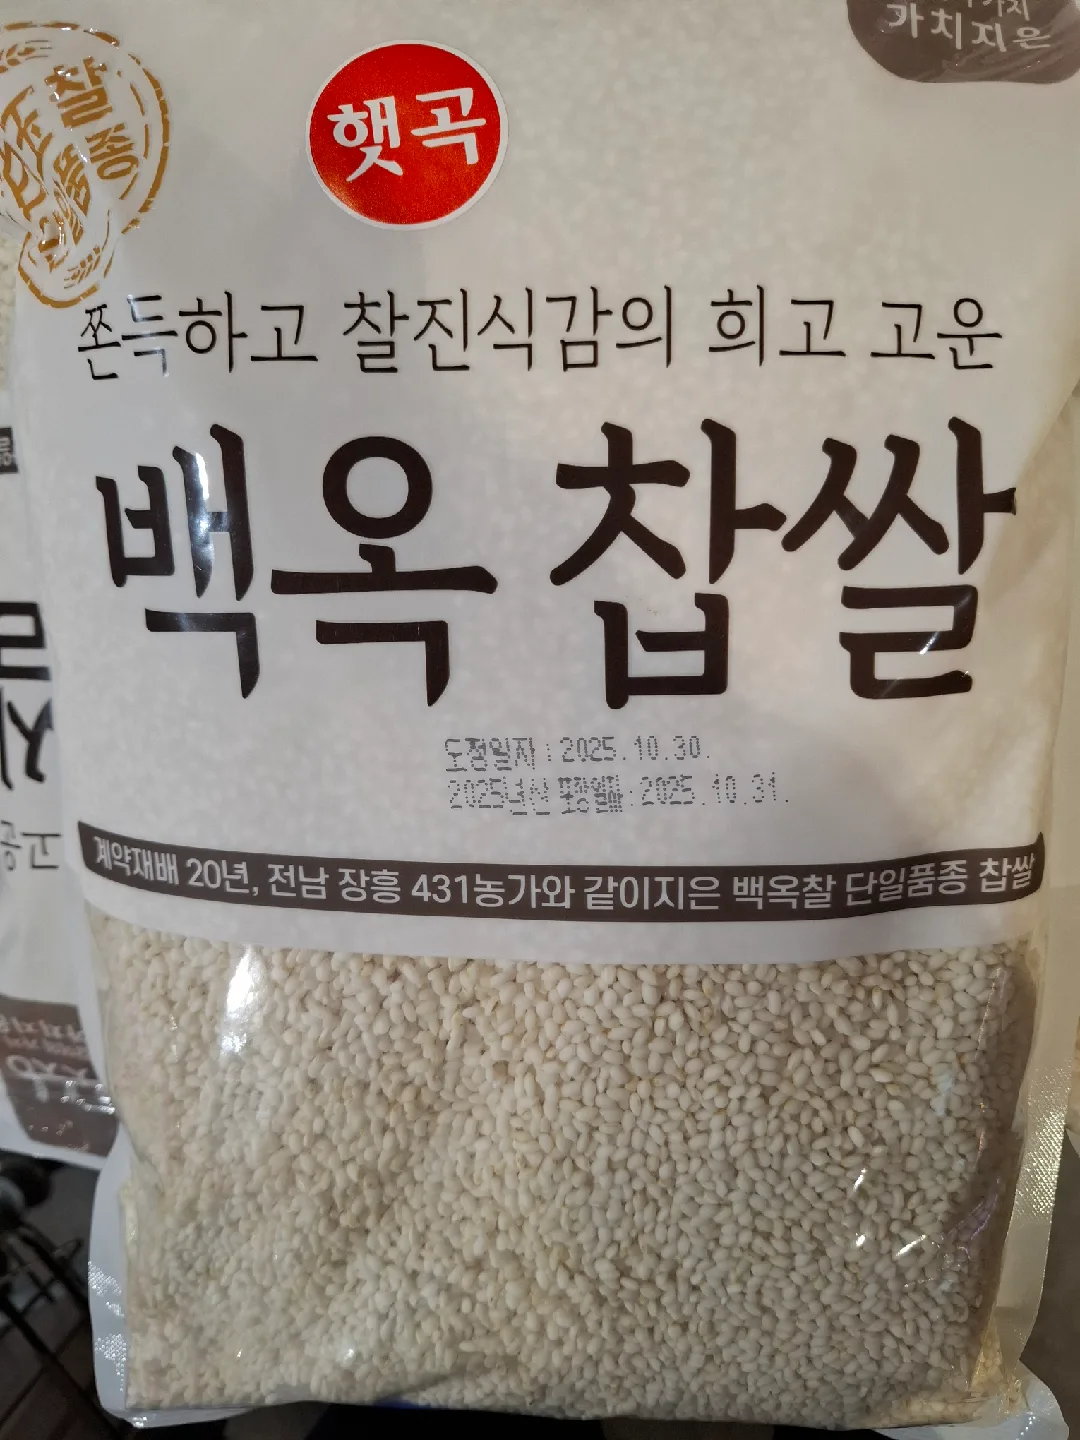 가치지은
찰
종
햇곡
쫀득하고 찰진식감의 희고 고운
백옥 찹쌀
도정일자 : 2025.10.30.
2025년산 포장일자 : 2025.10.31.
계약재배 20년, 전남 장흥 431농가와 같이지은 백옥찰 단일품종 찹쌀